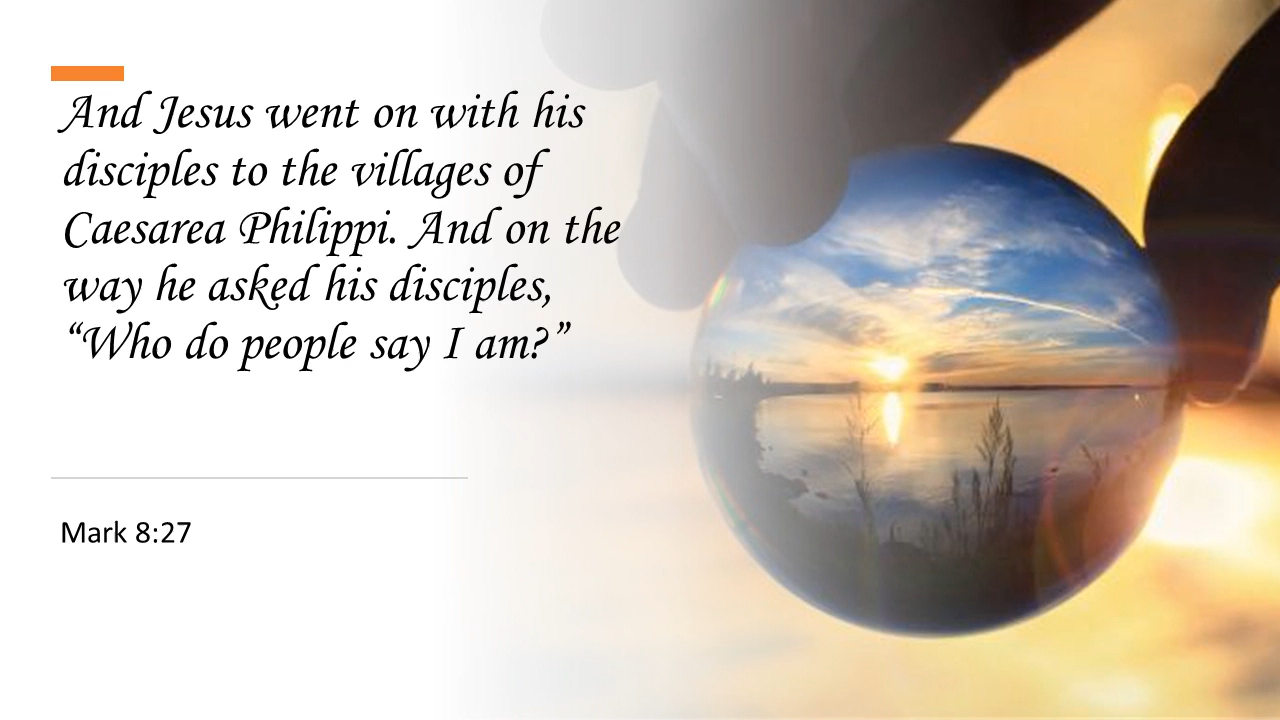 And Jesus went on with his
disciples to the villages of
Caesarea Philippi. And on the
way he asked his disciples,
“Who do people say I am?”
Mark 8:27